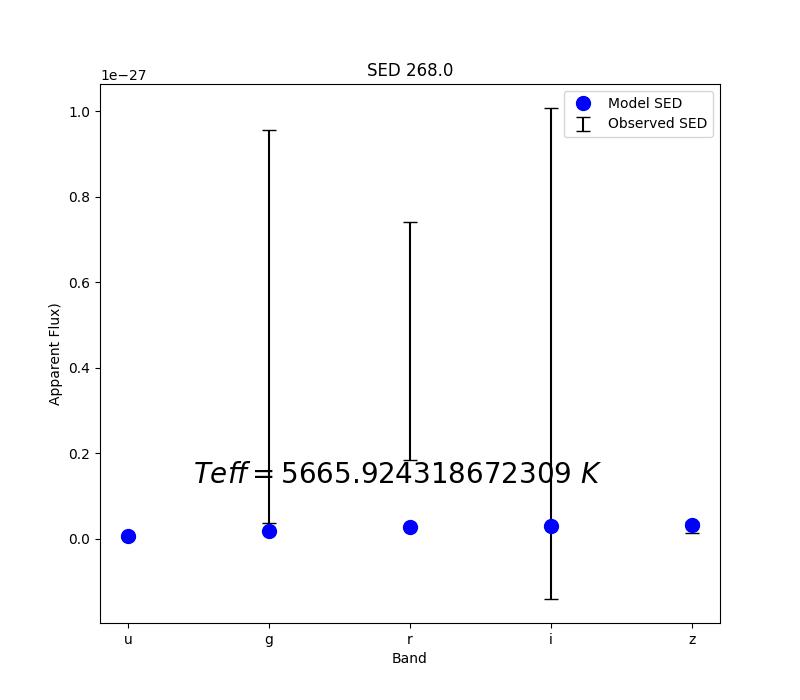 SED 268.0
1e−27
Model SED
Observed SED
1.0
0.8
0.6
0.4
0.2
0.0
Apparent Flux)
Teff = 5665.924318672309 K
u g r i z
Band